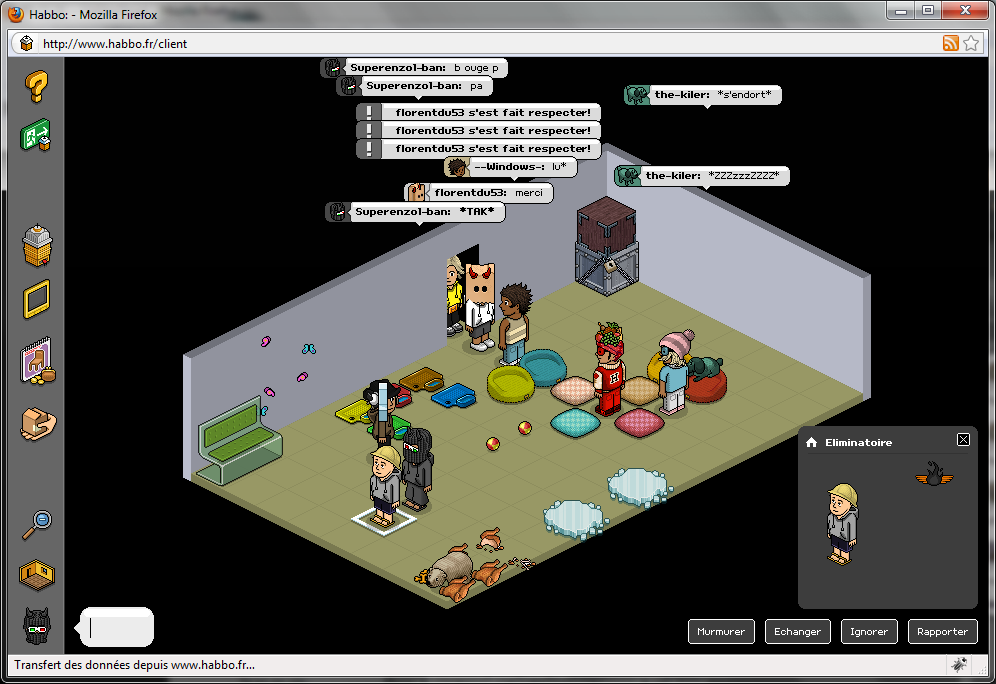 Habbo: - Mozilla Firefox
http://www.habbo.fr/client
Superenzol-ban: b ouge p
Superenzol-ban: pa
the-kiler: *s'endort*
florentdu53 s'est fait respecter!
florentdu53 s'est fait respecter!
florentdu53 s'est fait respecter!
--Windows-: lu*
the-kiler: *ZZZzzzZZZZ*
florentdu53: merci
Superenzol-ban: *TAK*
H
Eliminatoire
Murmurer Echanger Ignorer Rapporter
Transfert des données depuis www.habbo.fr...